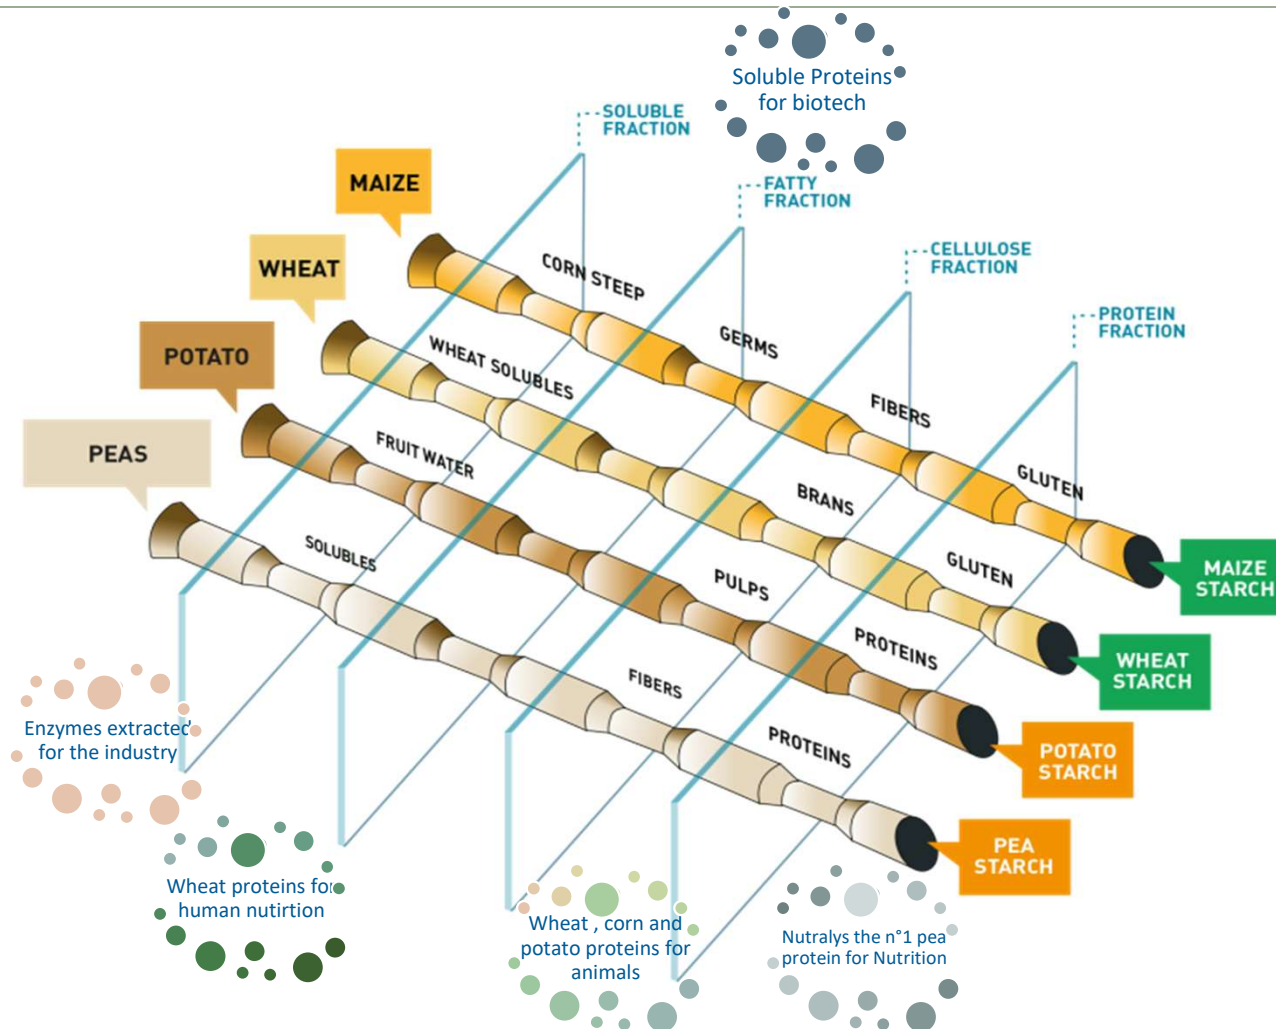 Soluble Proteins
for biotech
SOLUBLE
FRACTION
FATTY
FRACTION
CELLULOSE
FRACTION
PROTEIN
FRACTION
MAIZE
CORN STEEP
GERMS
FIBERS
GLUTEN
MAIZE
STARCH
WHEAT
WHEAT SOLUBLES
BRANS
GLUTEN
WHEAT
STARCH
POTATO
FRUIT WATER
PULPS
PROTEINS
POTATO
STARCH
PEAS
SOLUBLES
FIBERS
PROTEINS
PEA
STARCH
Enzymes extracted
for the industry
Wheat proteins for
human nutirtion
Wheat , corn and
potato proteins for
animals
Nutralys the n°1 pea
protein for Nutrition